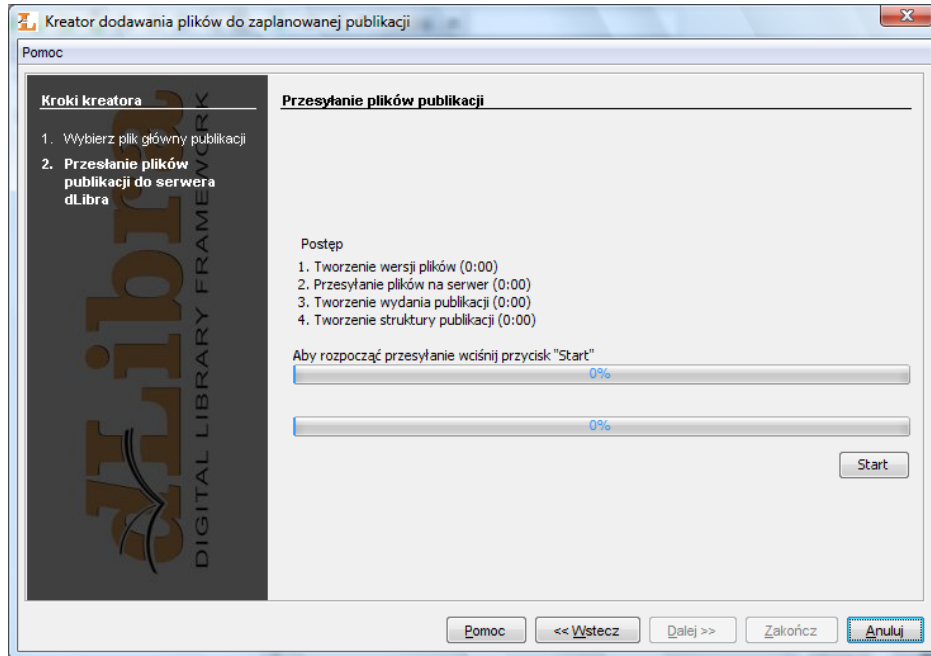 Kreator dodawania plików do zaplanowanej publikacji
Pomoc
Kroki kreatora
1. Wybierz plik główny publikacji
2. Przesłanie plików
publikacji do serwera
dLibra
dLibra
DIGITAL LIBRARY FRAMEWORK
Przesyłanie plików publikacji
Postęp
1. Tworzenie wersji plików (0:00)
2. Przesyłanie plików na serwer (0:00)
3. Tworzenie wydania publikacji (0:00)
4. Tworzenie struktury publikacji (0:00)
Aby rozpocząć przesyłanie wciśnij przycisk "Start"
0%
0%
Start
Pomoc << Wstecz Dalej >> Zakończ Anuluj